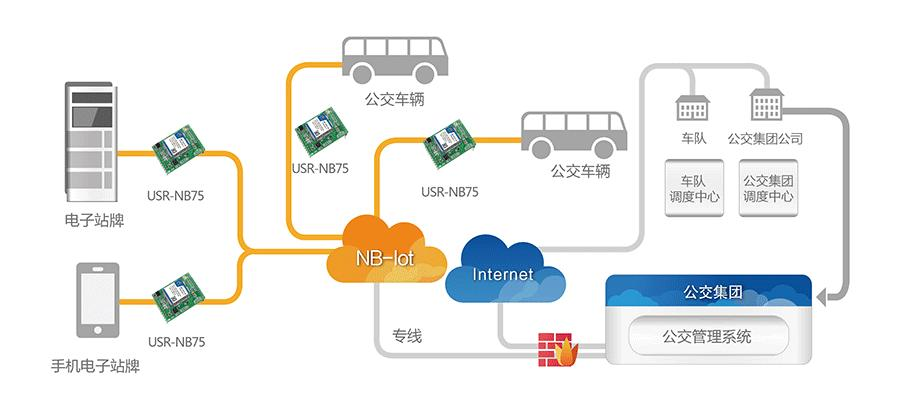 公交车辆
USR-NB75
USR-NB75
公交车辆
USR-NB75
电子站牌
USR-NB75
手机电子站牌
NB-Iot
Internet
专线
车队
公交集团公司
车队
调度中心
公交集团
调度中心
公交集团
公交管理系统